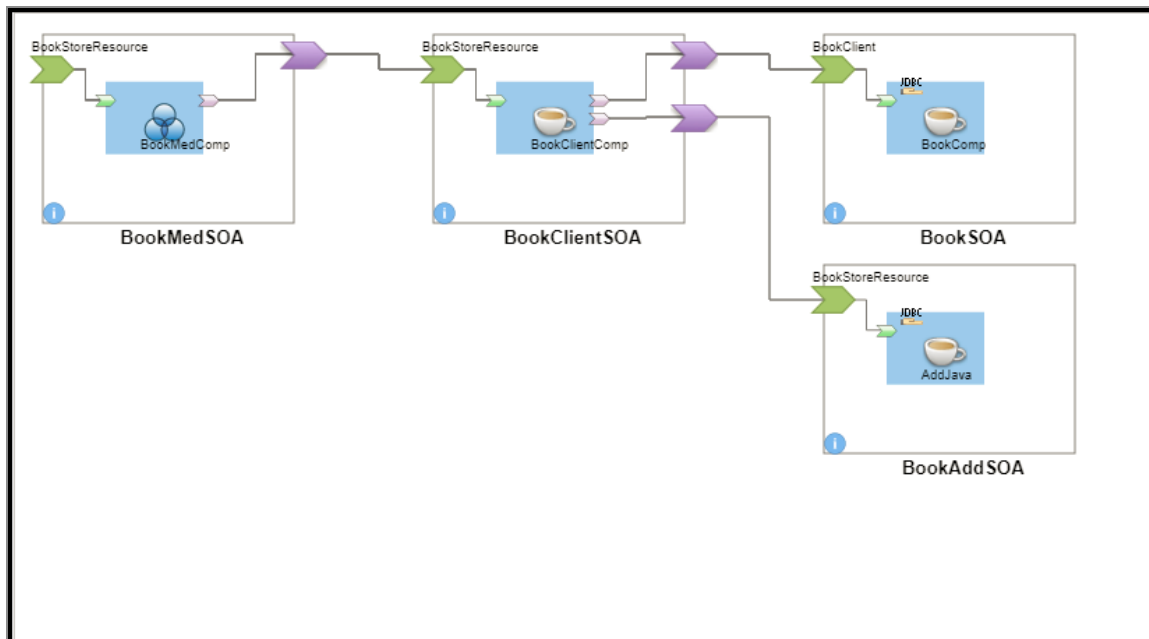 BookStoreResource
BookMedComp
i
BookMedSOA
BookStoreResource
BookClientComp
i
BookClientSOA
BookClient
JDBC
BookComp
i
BookSOA
BookStoreResource
JDBC
AddJava
i
BookAddSOA